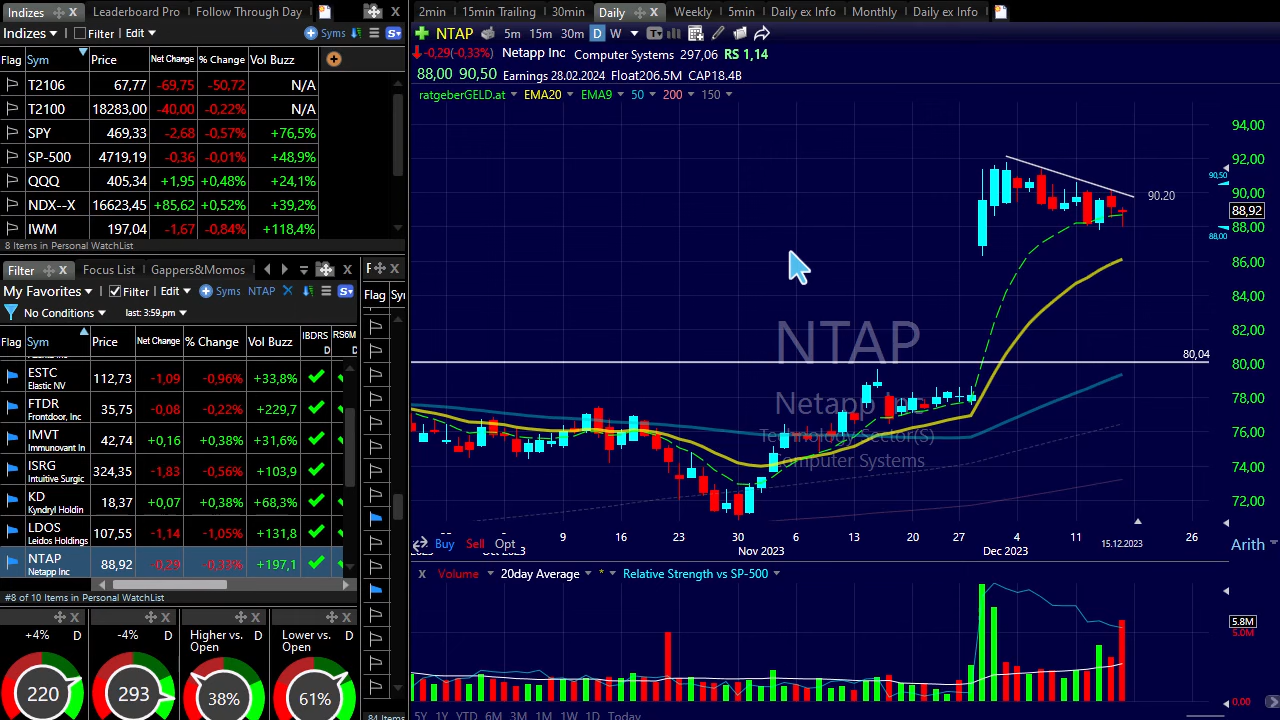 Indizes
Leaderboard Pro
Follow Through Day
Indizes
Filter
Edit
Sym
Flag Sym Price Net Change % Change Vol Buzz
T2106 67,77 -69,75 -50,72 N/A
T2100 18283,00 -40,00 -0,22% N/A
SPY 469,33 -2,68 -0,57% +76,5%
SP-500 4719,19 -0,36 -0,01% +48,9%
QQQ 405,34 +1,95 +0,48% +24,1%
NDX--X 16623,45 +85,62 +0,52% +39,2%
IWM 197,04 -1,67 -0,84% +118,4%
8 Items in Personal WatchList
Filter
Focus List
Gappers&Momos
My Favorites
Filter
Edit
Syms
NTAP
No Conditions
last: 3:59 pm
Flag Sym Price Net Change % Change Vol Buzz IBDRS D RS6M D
ESTC 112,73 -1,09 -0,96% +33,8%
Elastic NV
FTDR 35,75 -0,08 -0,22% +229,7
Frontdoor, Inc
IMVT 42,74 +0,16 +0,38% +31,6%
Immunovant In
ISRG 324,35 -1,83 -0,56% +103,9
Intuitive Surgic
KD 18,37 +0,07 +0,38% +68,3%
Kyndryl Holdin
LDOS 107,55 -1,14 -1,05% +131,8
Leidos Holdings
NTAP 88,92 -0,29 -0,33% +197,1
Netapp Inc
#8 of 10 Items in Personal WatchList
F
Flag
+4% D
220
-4% D
293
Higher vs. Open D
38%
Lower vs. Open D
61%
2min 15min Trailing 30min Daily Weekly 5min Daily ex Info Monthly Daily ex Info
NTAP 5m 15m 30m D W
-0,29(-0,33%) Netapp Inc Computer Systems 297,06 RS 1,14
88,00 90,50 Earnings 28.02.2024 Float206.5M CAP18.4B
ratgeberGELD.at EMA20 EMA9 50 200 150
94,00
92,00
90,50
90,00
90.20
88,92
88,00
88,00
86,00
84,00
82,00
80,04
80,00
78,00
76,00
74,00
72,00
NTAP
Netapp Inc
Technology Sector(S)
Computer Systems
9 16 23 30 6 13 20 27 4 11 26
Oct 2023 Nov 2023 Dec 2023 15.12.2023
Buy Sell Opt
Arith
X Volume 20day Average * Relative Strength vs SP-500
5.8M
5.0M
0.00
5Y 1Y YTD 6M 3M 1M 1W 1D Today